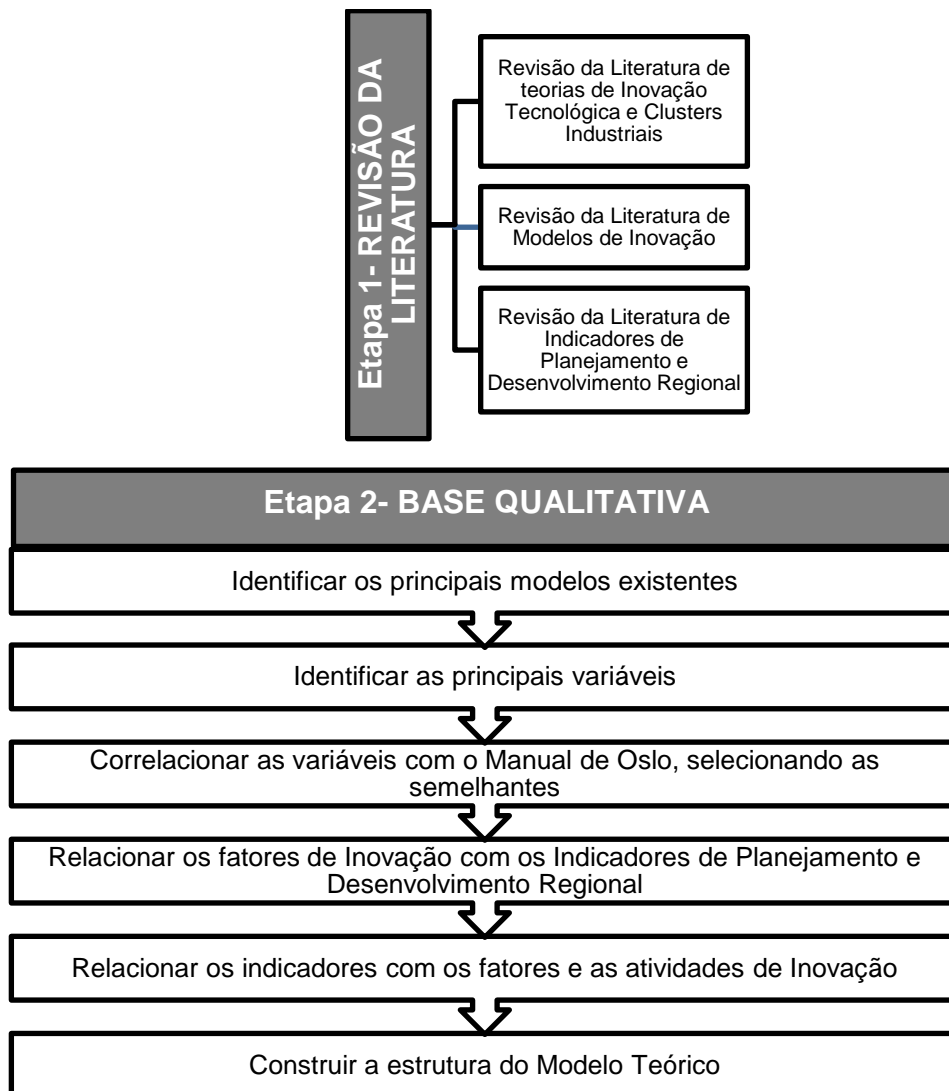 Etapa 1- REVISÃO DA
LITERATURA
Revisão da Literatura de
teorias de Inovação
Tecnológica e Clusters
Industriais
Revisão da Literatura de
Modelos de Inovação
Revisão da Literatura de
Indicadores de
Planejamento e
Desenvolvimento Regional
Etapa 2- BASE QUALITATIVA
Identificar os principais modelos existentes
Identificar as principais variáveis
Correlacionar as variáveis com o Manual de Oslo, selecionando as
semelhantes
Relacionar os fatores de Inovação com os Indicadores de Planejamento e
Desenvolvimento Regional
Relacionar os indicadores com os fatores e as atividades de Inovação
Construir a estrutura do Modelo Teórico